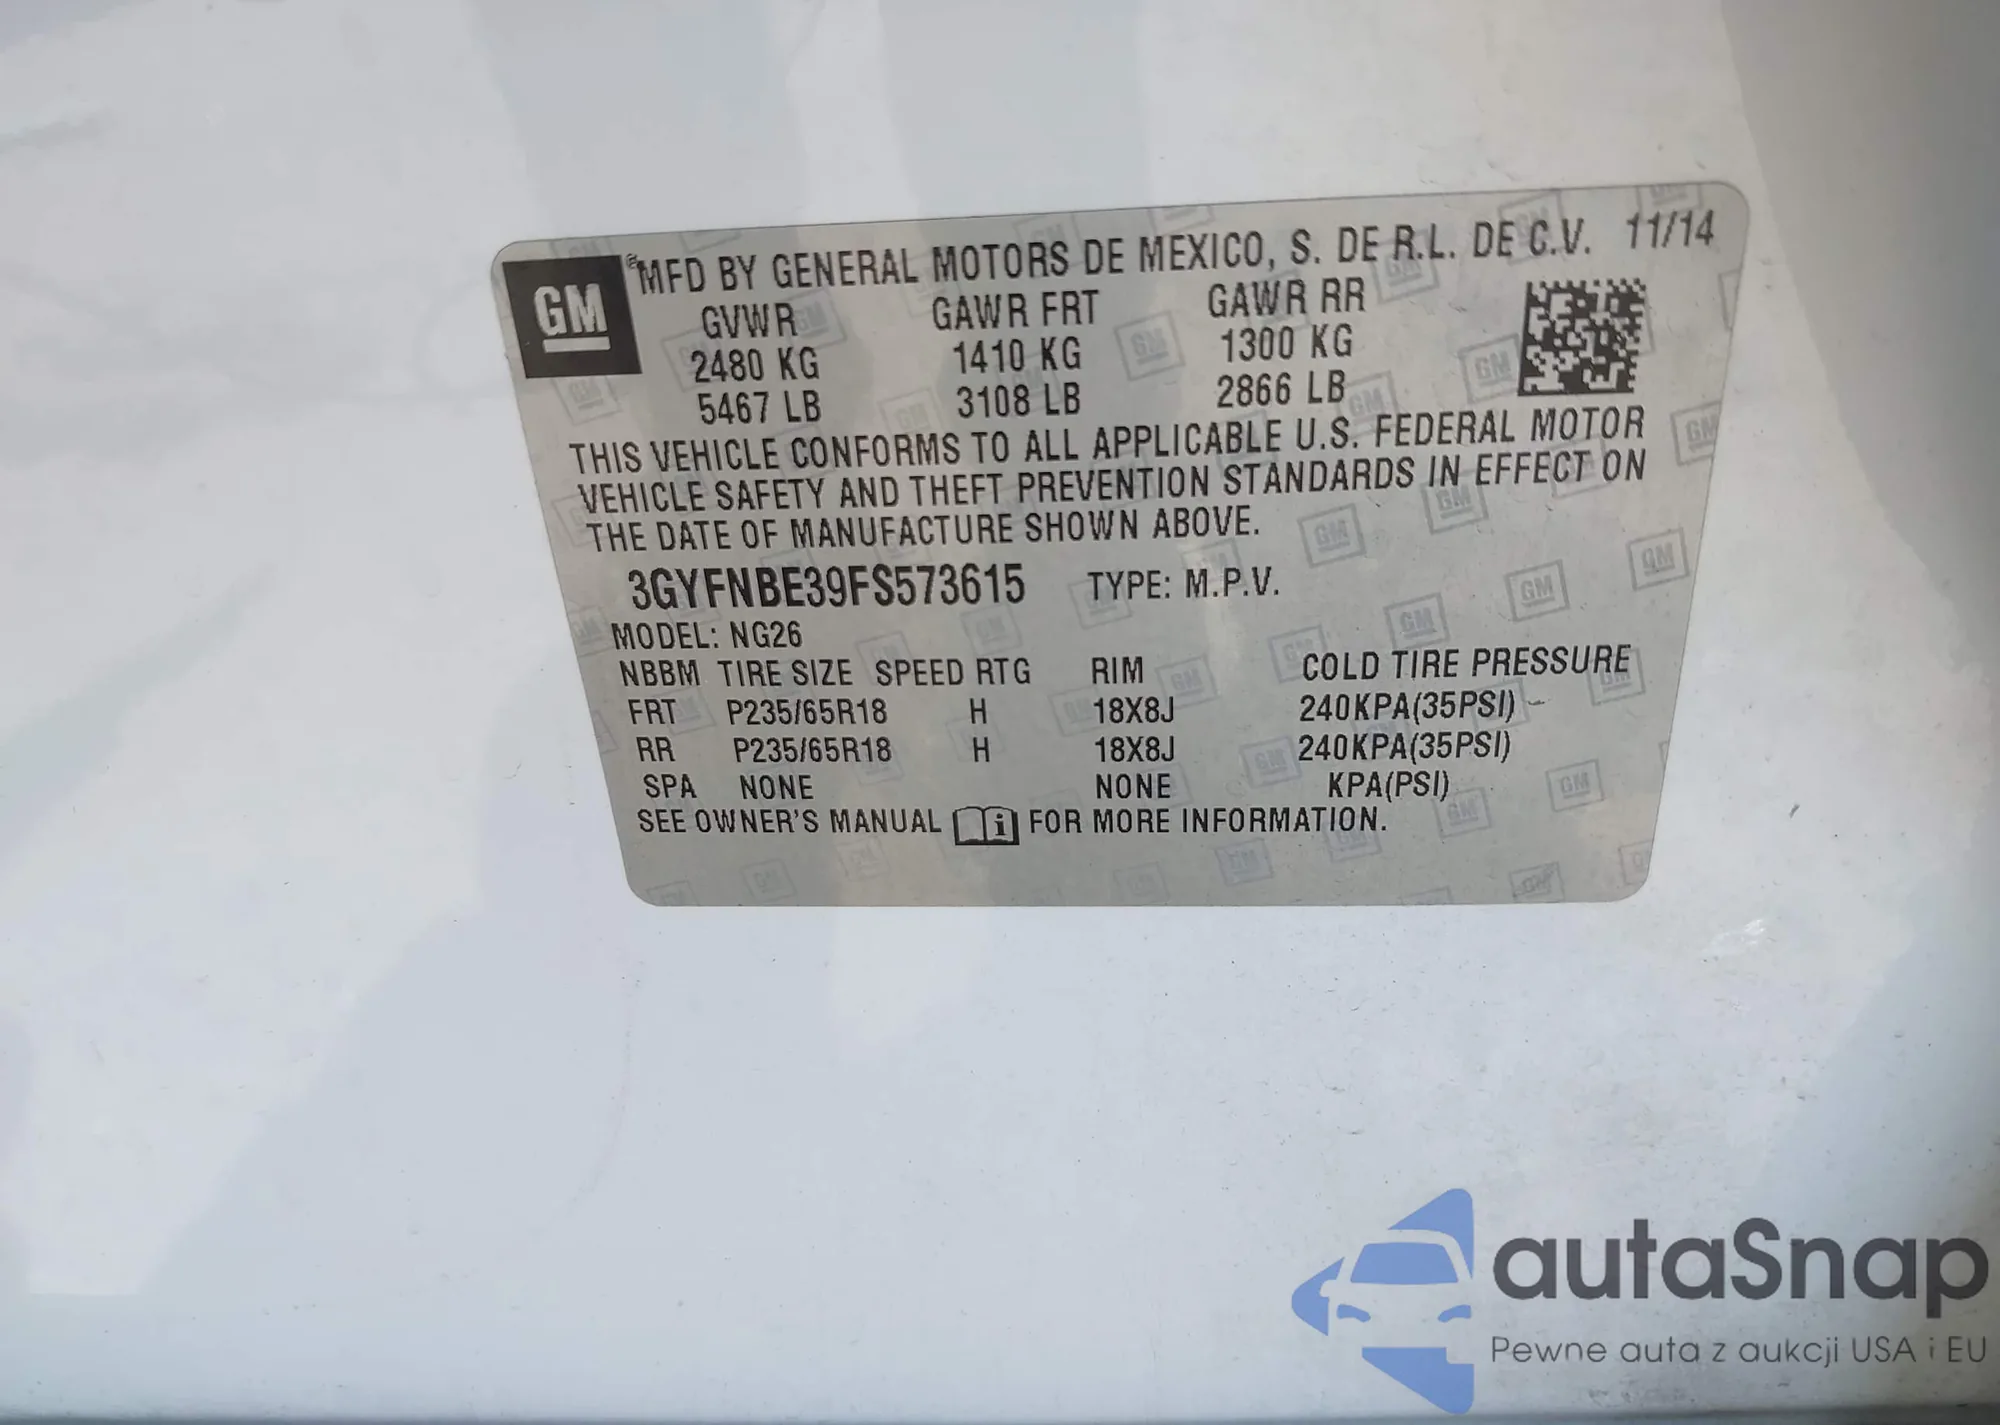 GM
® MFD BY GENERAL MOTORS DE MEXICO, S. DE R.L. DE C.V. 11/14
GVWR GAWR FRT GAWR RR
2480 KG 1410 KG 1300 KG
5467 LB 3108 LB 2866 LB
THIS VEHICLE CONFORMS TO ALL APPLICABLE U.S. FEDERAL MOTOR
VEHICLE SAFETY AND THEFT PREVENTION STANDARDS IN EFFECT ON
THE DATE OF MANUFACTURE SHOWN ABOVE.
3GYFNBE39FS573615 TYPE: M.P.V.
MODEL: NG26
NBBM TIRE SIZE SPEED RTG RIM COLD TIRE PRESSURE
FRT P235/65R18 H 18X8J 240KPA(35PSI)
RR P235/65R18 H 18X8J 240KPA(35PSI)
SPA NONE NONE KPA(PSI)
SEE OWNER'S MANUAL i FOR MORE INFORMATION.
autaSnap
Pewne auta z aukcji USA i EU